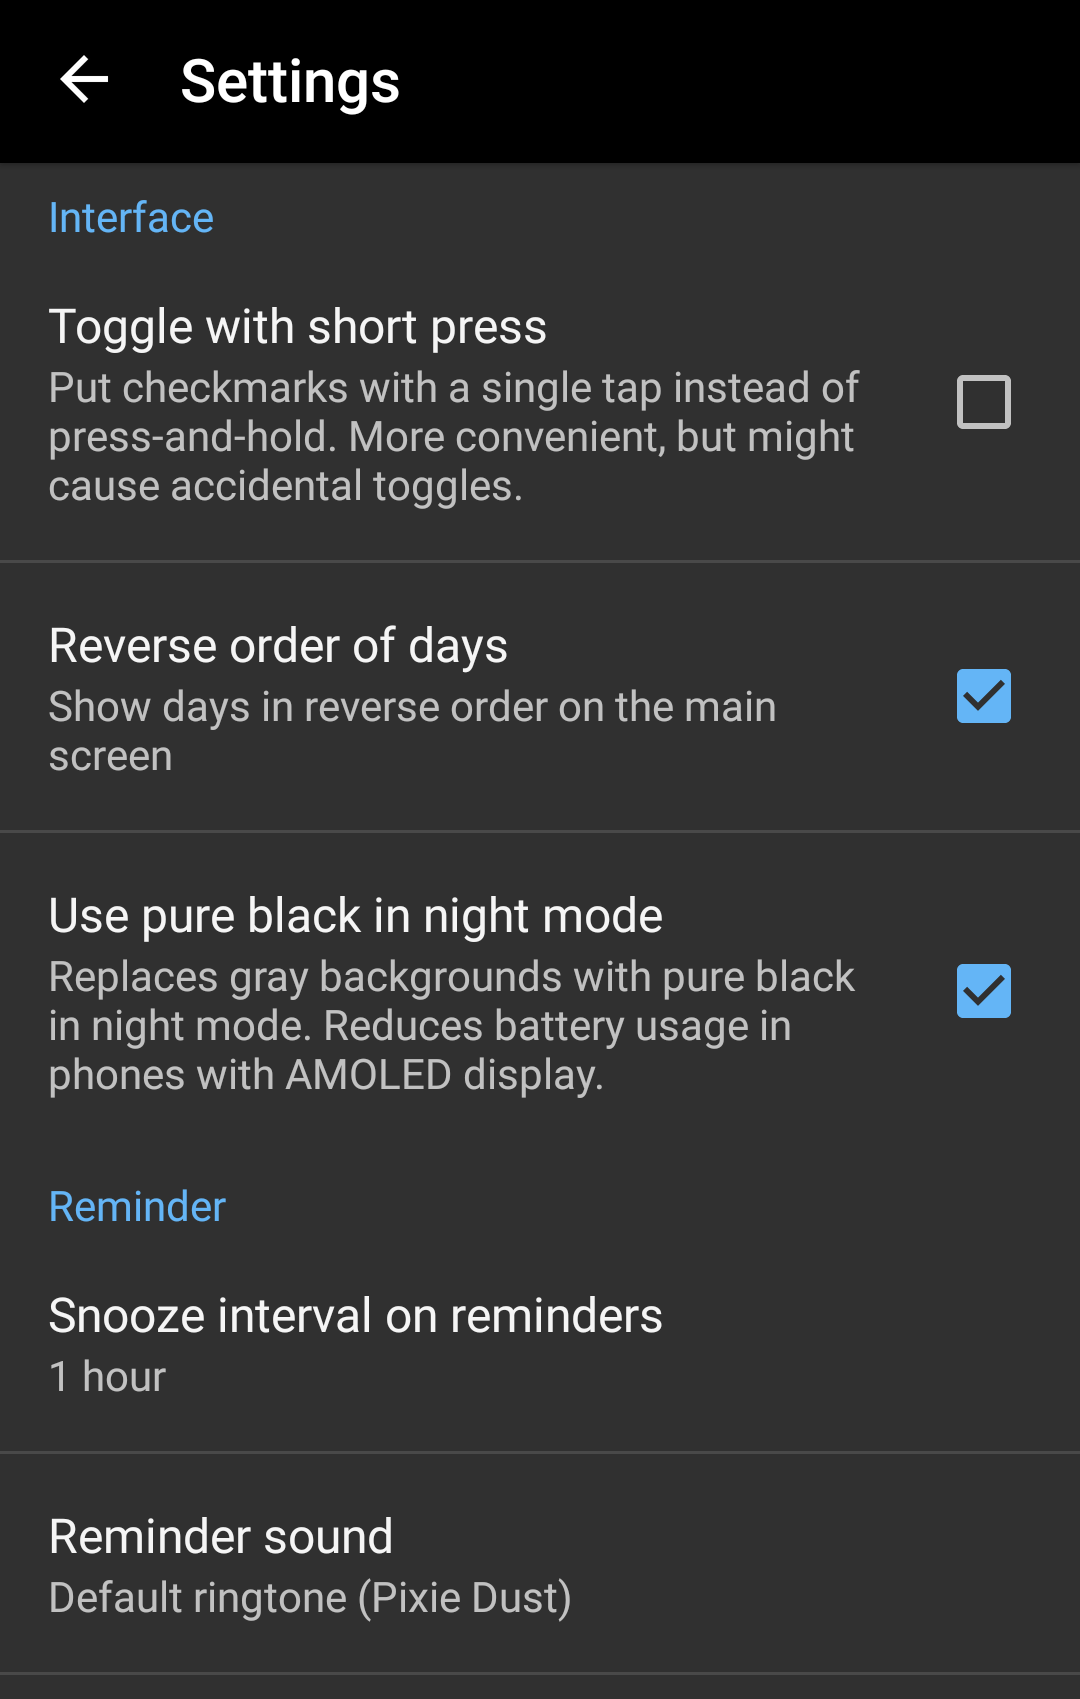 Settings
Interface
Toggle with short press
Put checkmarks with a single tap instead of
press-and-hold. More convenient, but might
cause accidental toggles.
Reverse order of days
Show days in reverse order on the main
screen
Use pure black in night mode
Replaces gray backgrounds with pure black
in night mode. Reduces battery usage in
phones with AMOLED display.
Reminder
Snooze interval on reminders
1 hour
Reminder sound
Default ringtone (Pixie Dust)